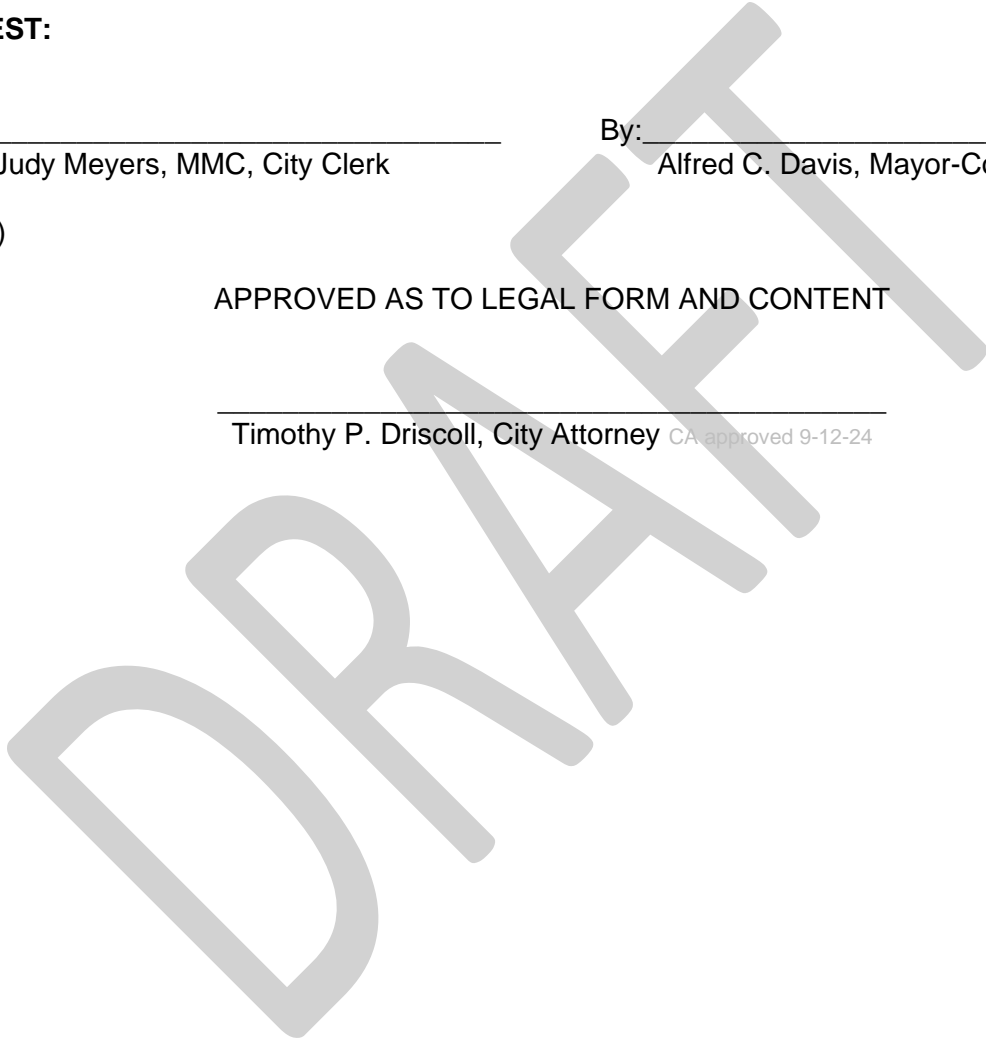 EST:
By:
Judy Meyers, MMC, City Clerk Alfred C. Davis, Mayor-Co
)
APPROVED AS TO LEGAL FORM AND CONTENT
Timothy P. Driscoll, City Attorney CA approved 9-12-24
DRAFT